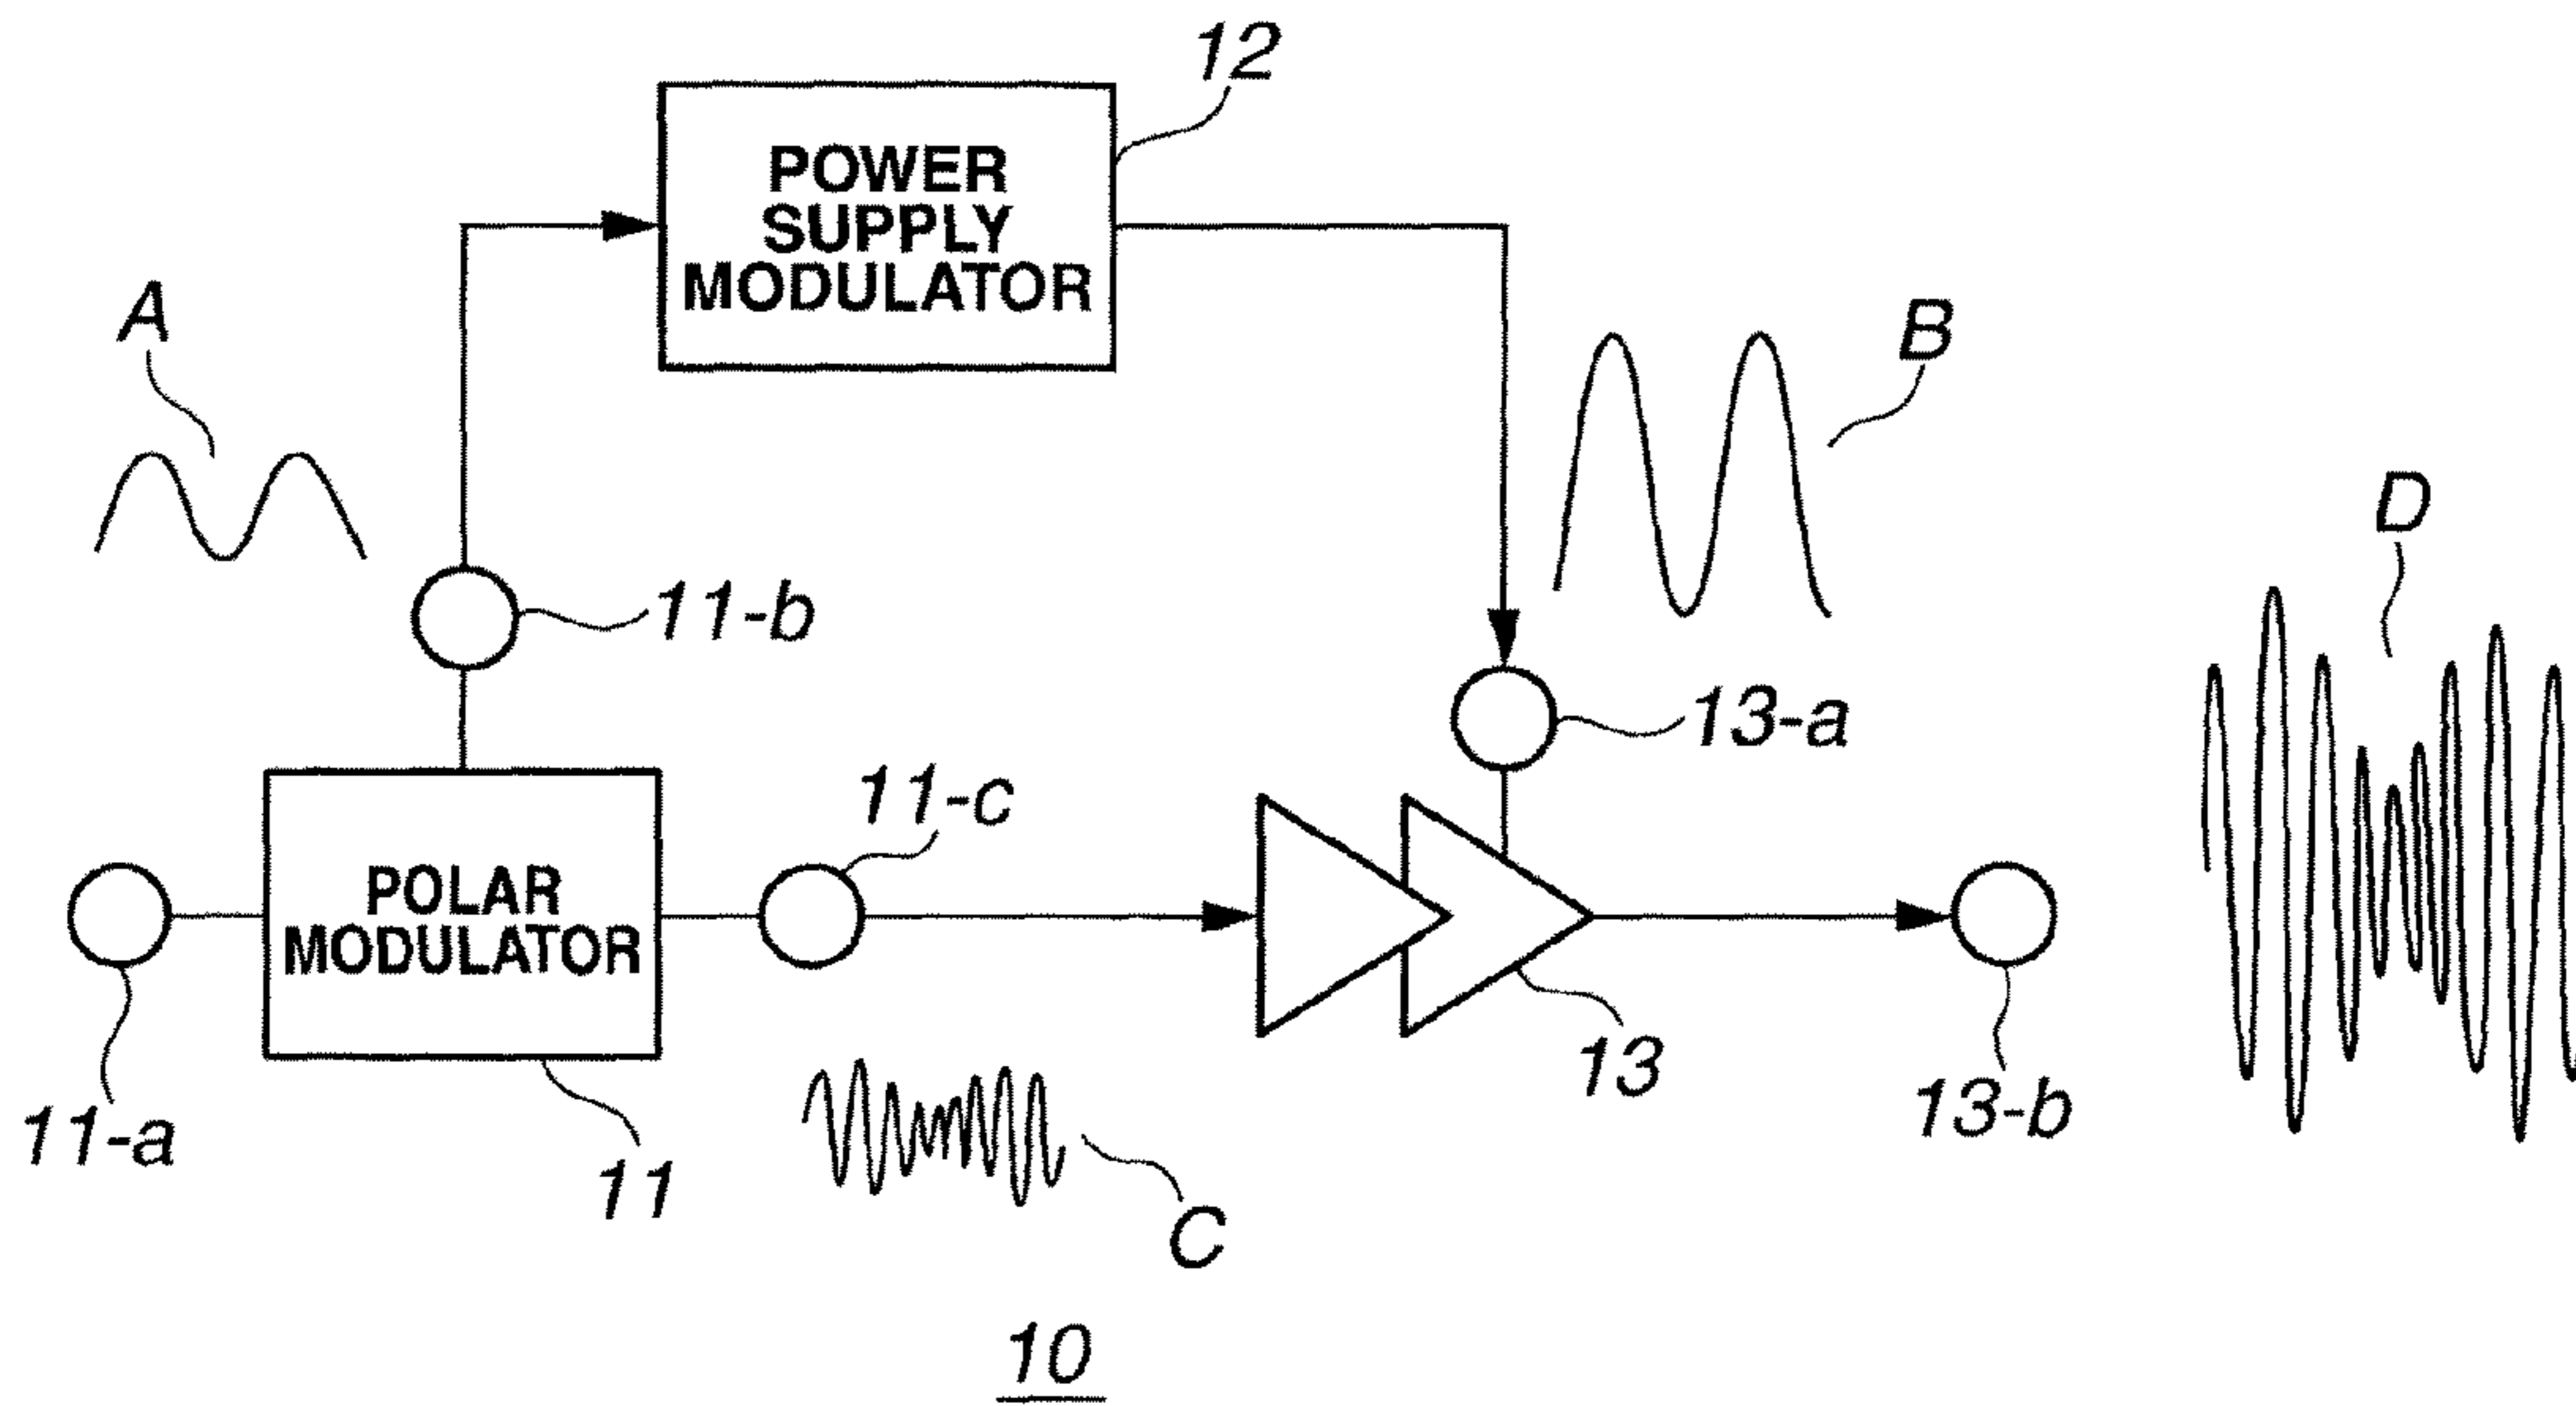 12
POWER
SUPPLY
MODULATOR
A
B
D
11-b
13-a
11-c
POLAR
MODULATOR
13
13-b
11-a
11
C
10